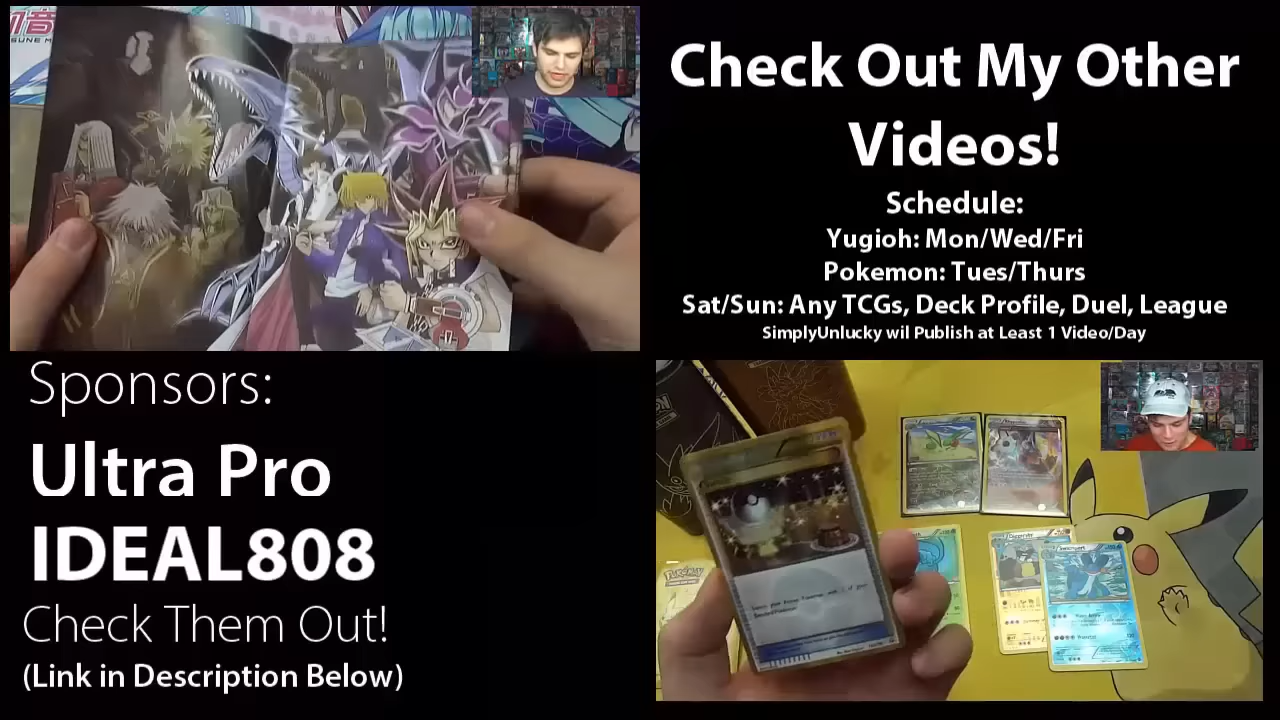 SUNE M
Check Out My Other
Videos!
Schedule:
Yugioh: Mon/Wed/Fri
Pokemon: Tues/Thurs
Sat/Sun: Any TCGs, Deck Profile, Duel, League
SimplyUnlucky wil Publish at Least 1 Video/Day
Sponsors:
Ultra Pro
IDEAL808
Check Them Out!
(Link in Description Below)